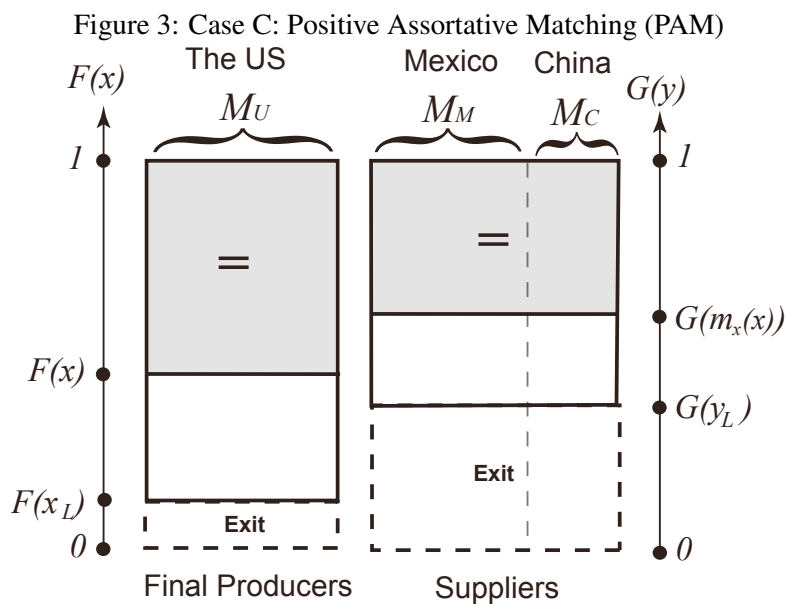 Figure 3: Case C: Positive Assortative Matching (PAM)
The US Mexico China
F(x) G(y)
M_U M_M M_C
1 1
= =
G(m_x(x))
F(x)
G(y_L)
Exit
F(x_L)
Exit
0 0
Final Producers Suppliers